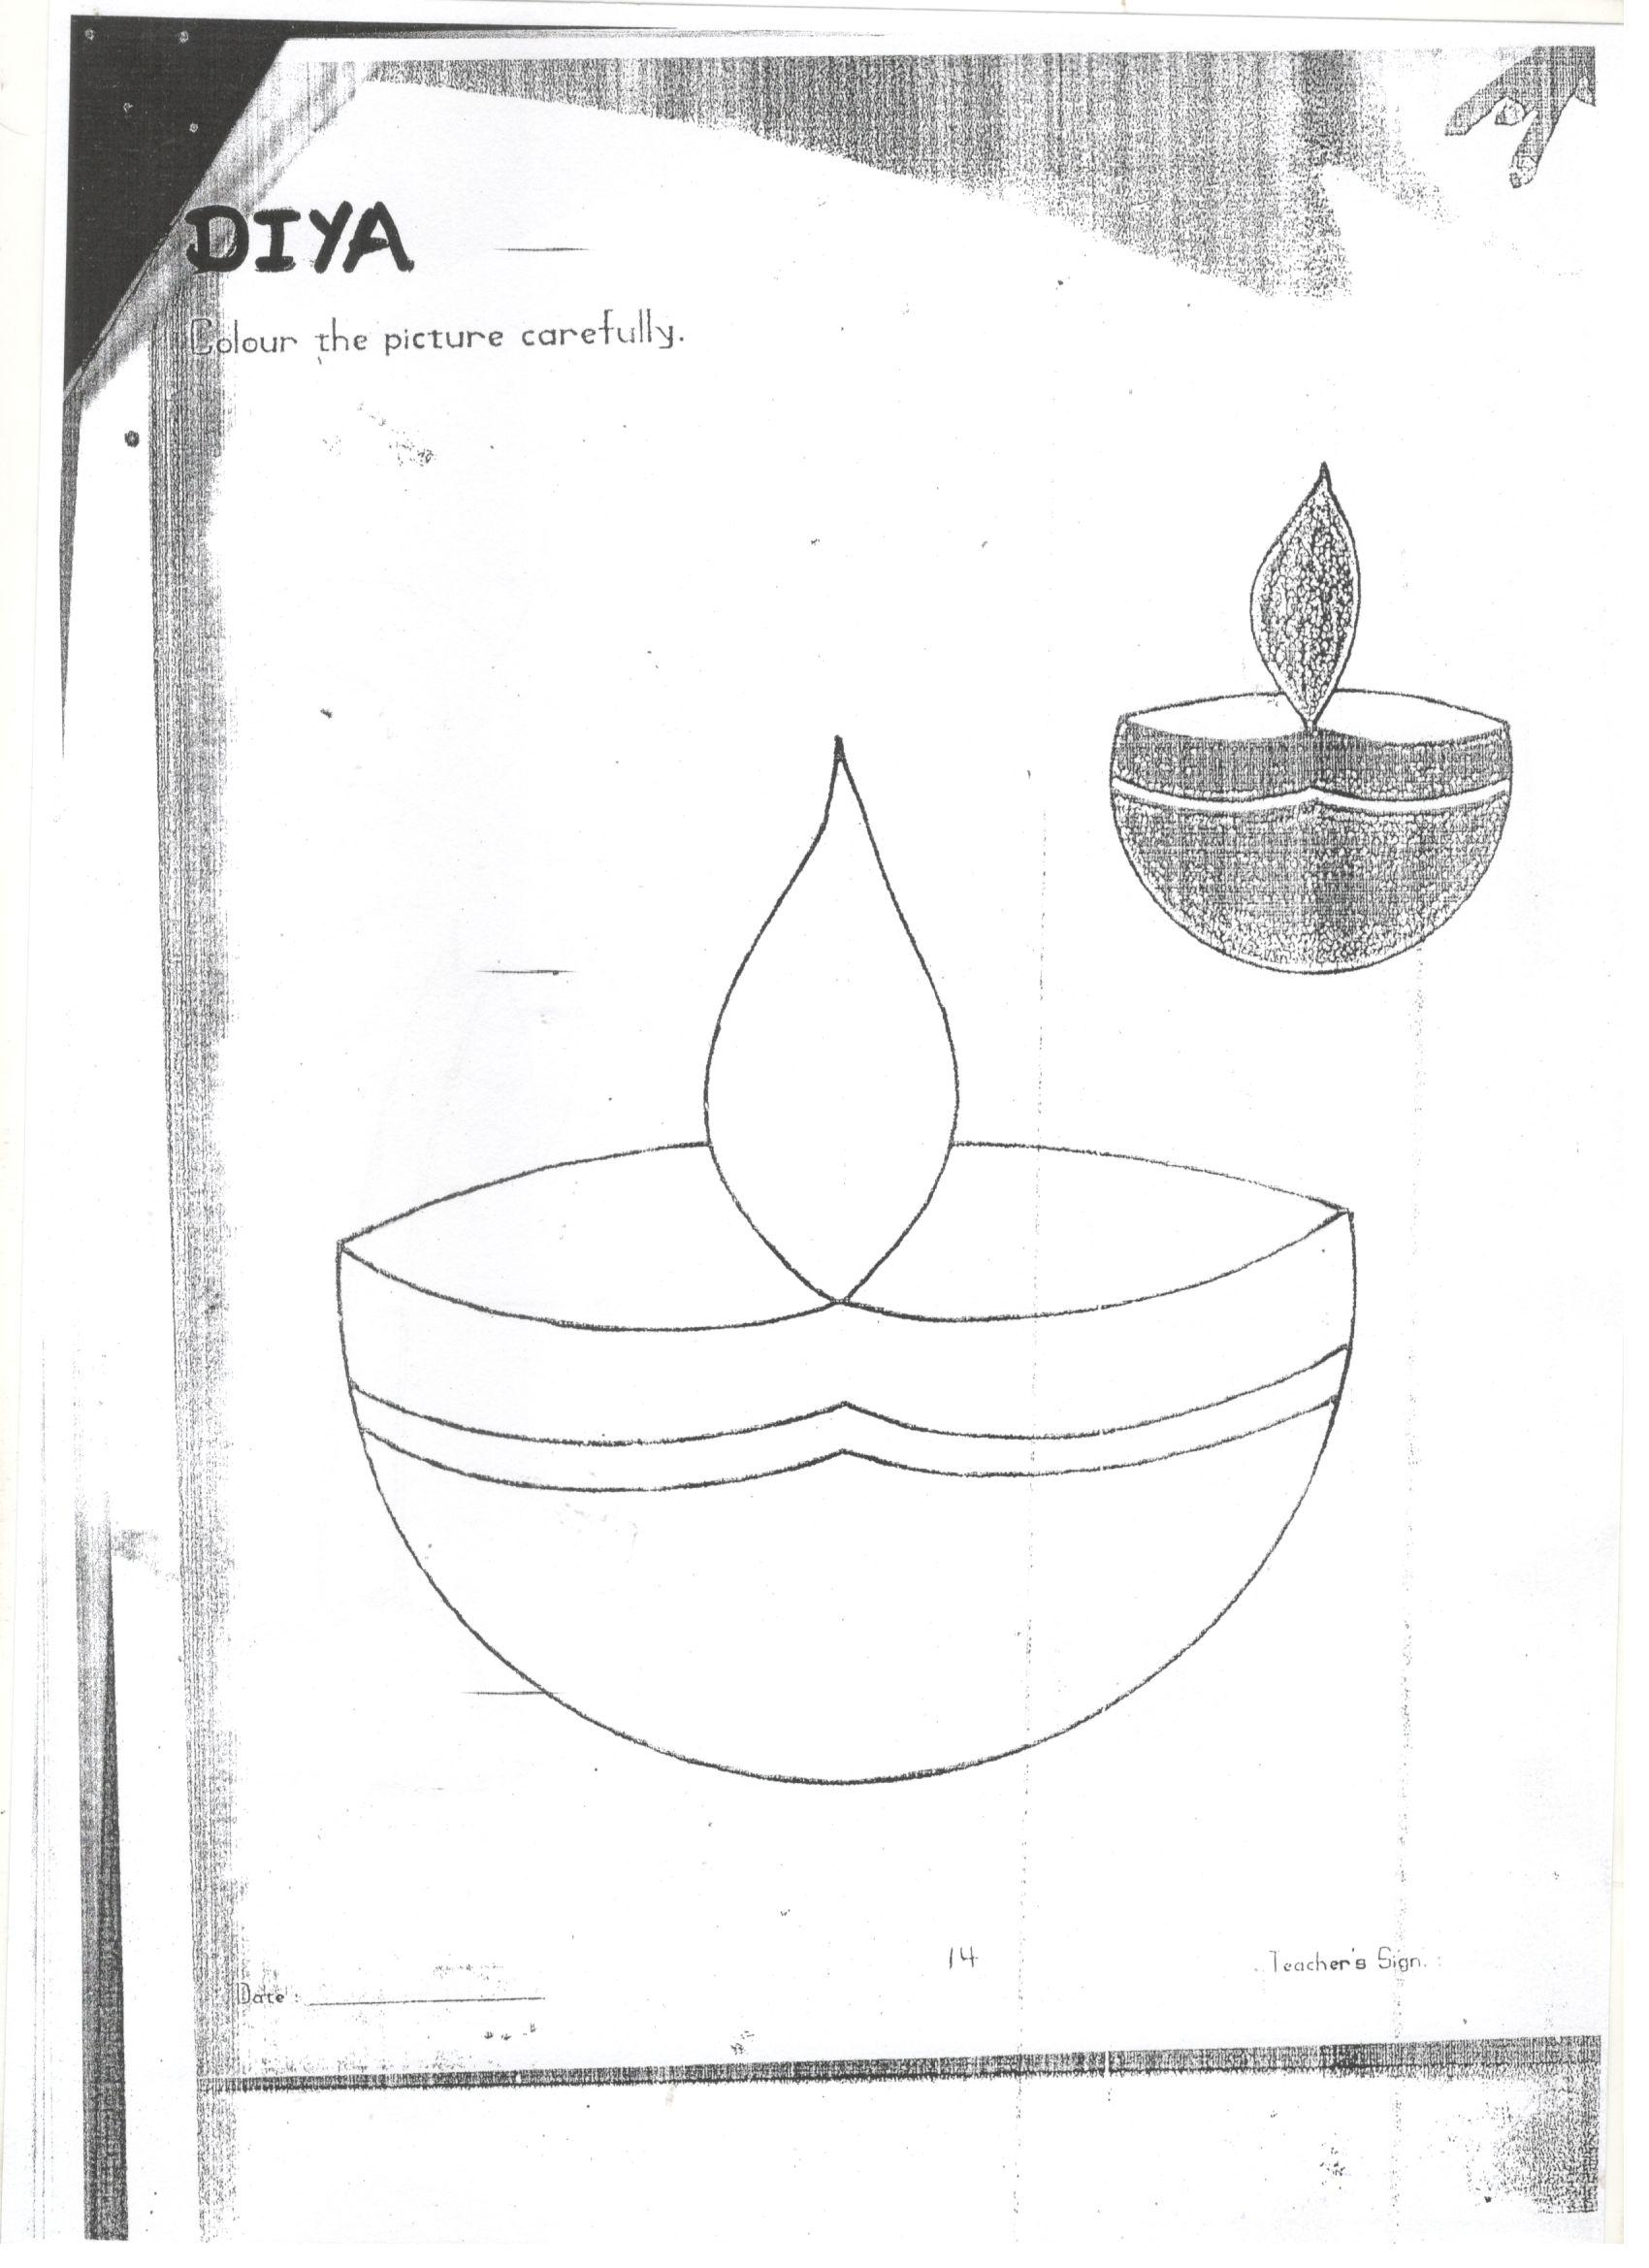 DIYA
Colour the picture carefully.
14
Teacher's Sign. :
Date :